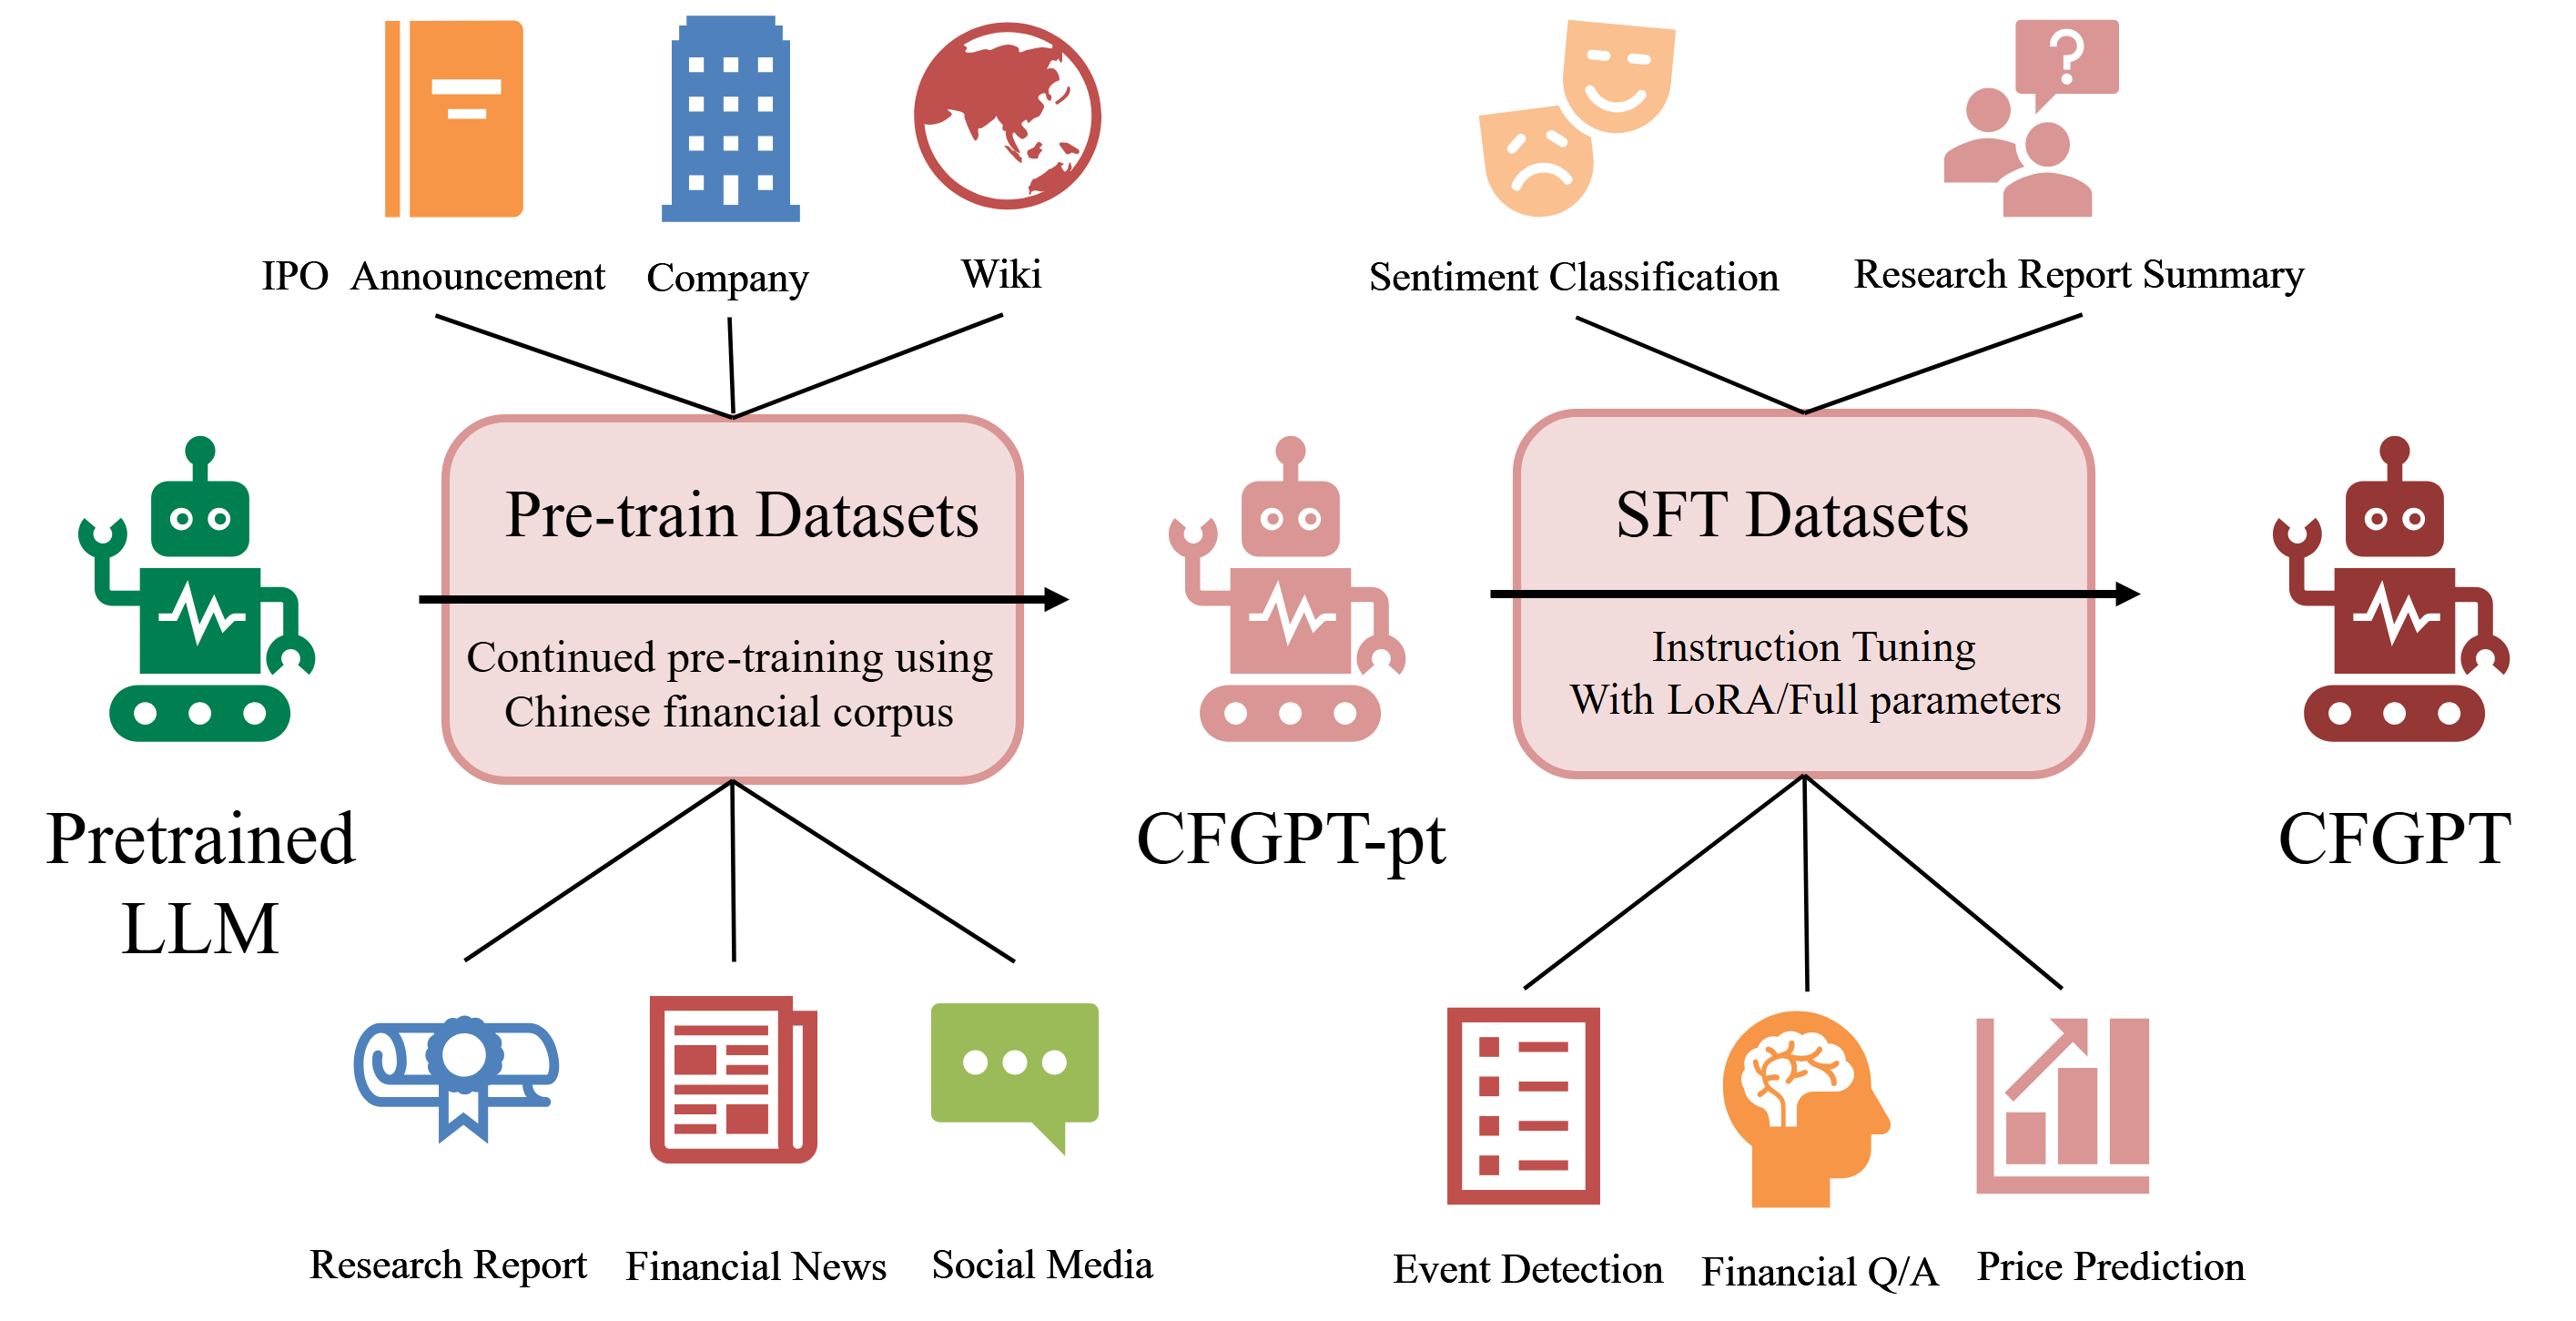 IPO Announcement
Company
Wiki
Sentiment Classification
Research Report Summary
Pre-train Datasets
Continued pre-training using
Chinese financial corpus
SFT Datasets
Instruction Tuning
With LoRA/Full parameters
Pretrained
LLM
CFGPT-pt
CFGPT
Research Report
Financial News
Social Media
Event Detection
Financial Q/A
Price Prediction